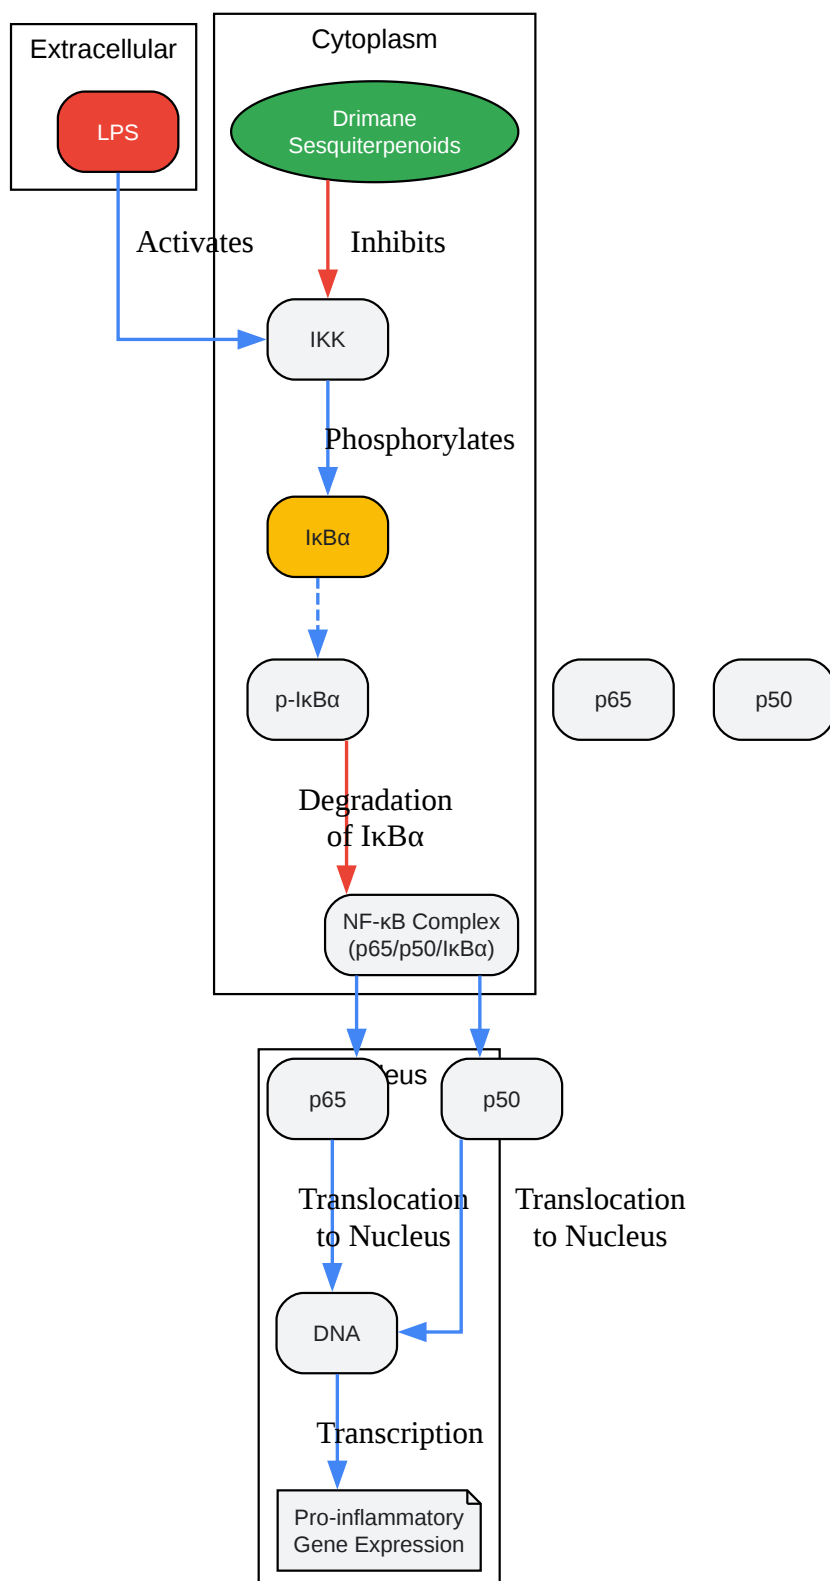 Extracellular
Cytoplasm
LPS
Drimane
Sesquiterpenoids
Activates
Inhibits
IKK
Phosphorylates
IκBα
p-IκBα
p65
p50
Degradation
of IκBα
NF-κB Complex
(p65/p50/IκBα)
p65
p50
Translocation
to Nucleus
Translocation
to Nucleus
DNA
Transcription
Pro-inflammatory
Gene Expression